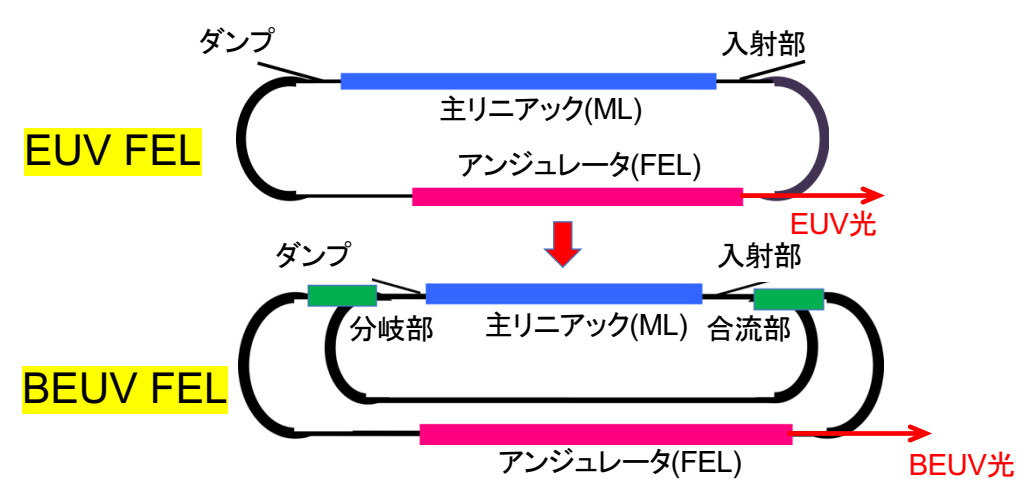 ダンプ
入射部
主リニアック(ML)
EUV FEL
アンジュレータ(FEL)
EUV光
ダンプ
入射部
分岐部
主リニアック(ML)
合流部
BEUV FEL
アンジュレータ(FEL)
BEUV光